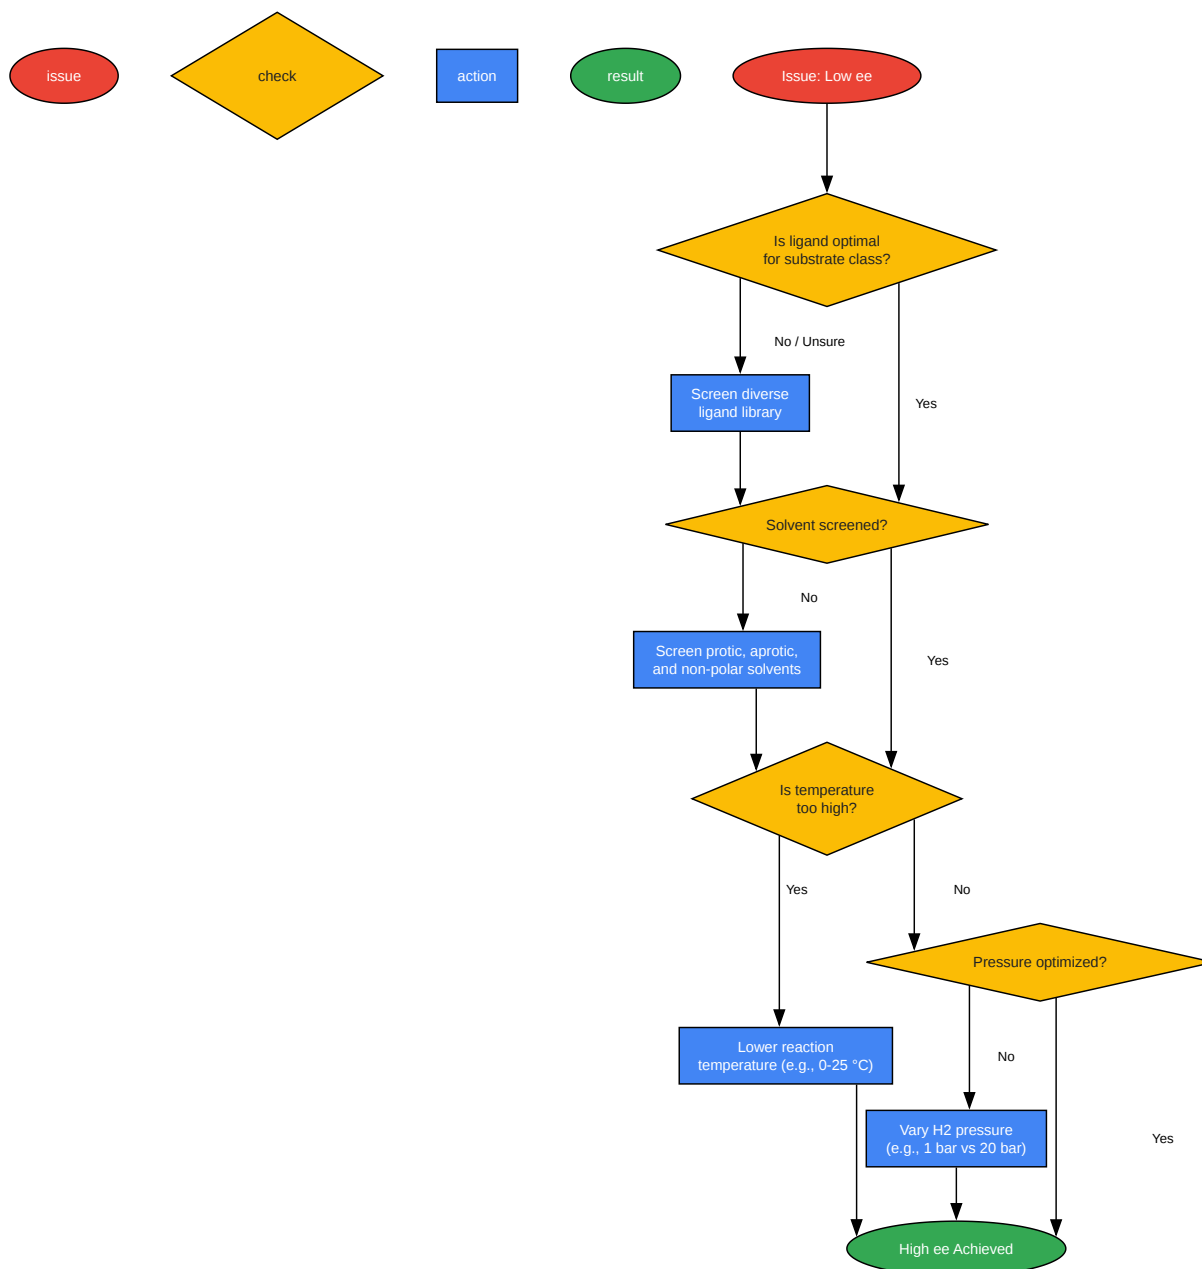 issue
check
action
result
Issue: Low ee
Is ligand optimal
for substrate class?
No / Unsure
Screen diverse
ligand library
Yes
Solvent screened?
No
Screen protic, aprotic,
and non-polar solvents
Yes
Is temperature
too high?
Yes
No
Pressure optimized?
Lower reaction
temperature (e.g., 0-25 °C)
No
Vary H2 pressure
(e.g., 1 bar vs 20 bar)
Yes
High ee Achieved